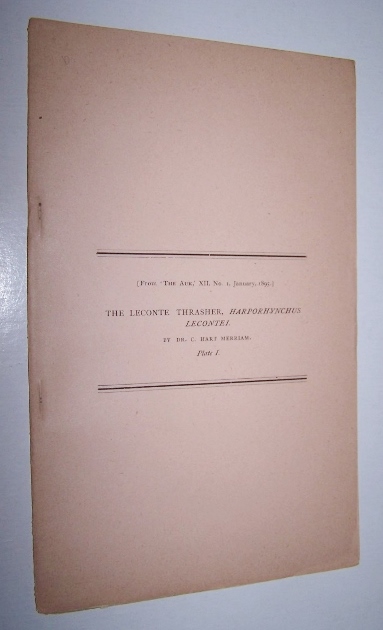 [From 'The Auk,' XII, No. 1, January, 1895.]
THE LECONTE THRASHER, HARPORHYNCHUS
LECONTEI.
BY DR. C. HART MERRIAM.
Plate I.